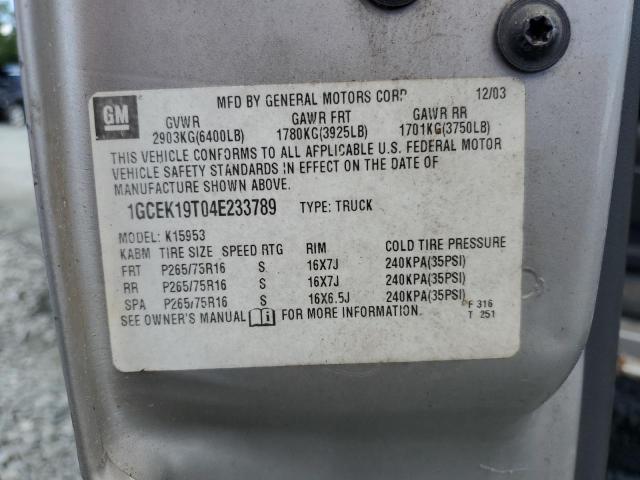 GM
MFD BY GENERAL MOTORS CORP 12/03
GVWR GAWR FRT GAWR RR
2903KG(6400LB) 1780KG(3925LB) 1701KG(3750LB)
THIS VEHICLE CONFORMS TO ALL APPLICABLE U.S. FEDERAL MOTOR
VEHICLE SAFETY STANDARDS IN EFFECT ON THE DATE OF
MANUFACTURE SHOWN ABOVE.
1GCEK19T04E233789 TYPE: TRUCK
MODEL: K15953
KABM TIRE SIZE SPEED RTG RIM COLD TIRE PRESSURE
FRT P265/75R16 S 16X7J 240KPA(35PSI)
RR P265/75R16 S 16X7J 240KPA(35PSI)
SPA P265/75R16 S 16X6.5J 240KPA(35PSI)
SEE OWNER'S MANUAL FOR MORE INFORMATION.
F 316
T 251